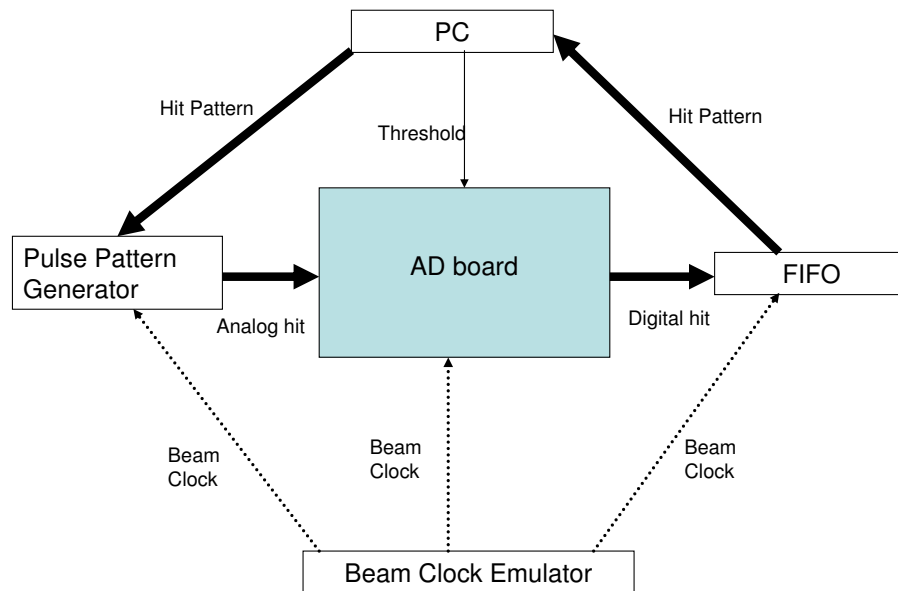 PC
Hit Pattern
Hit Pattern
Threshold
Pulse Pattern
Generator
AD board
FIFO
Analog hit
Digital hit
Beam
Clock
Beam
Clock
Beam
Clock
Beam Clock Emulator